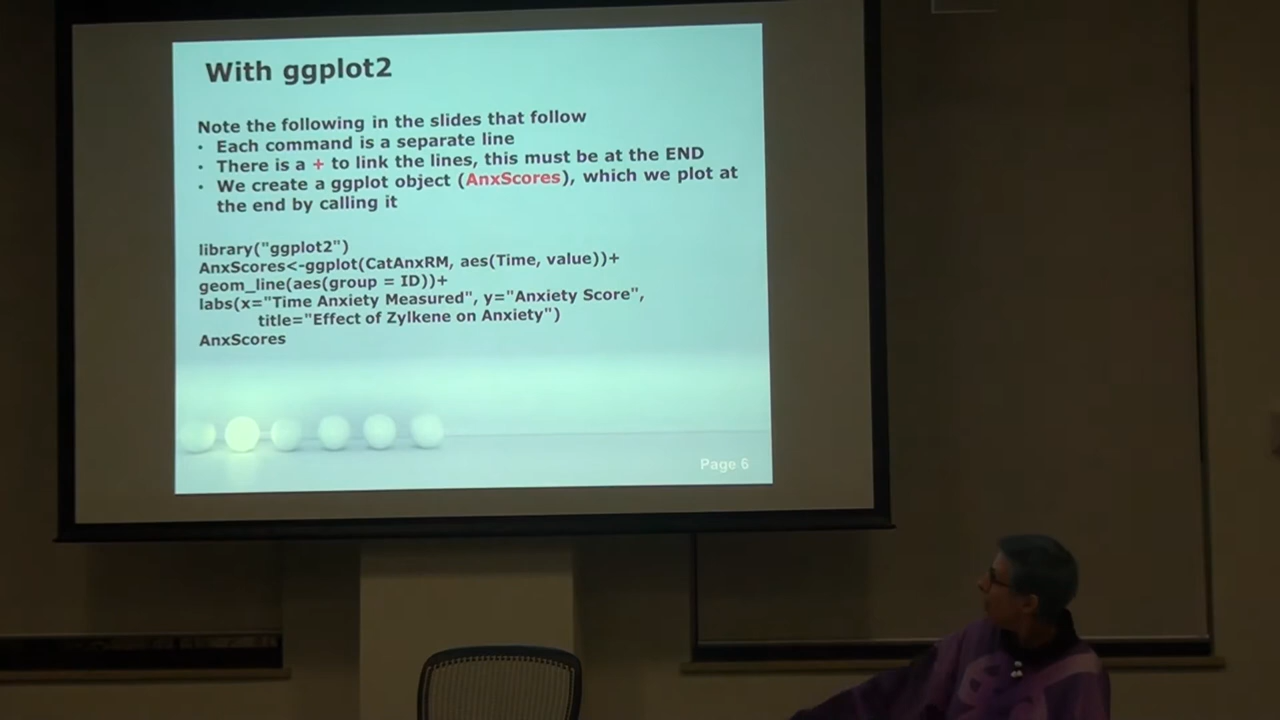 With ggplot2
Note the following in the slides that follow
• Each command is a separate line
• There is a + to link the lines, this must be at the END
• We create a ggplot object (AnxScores), which we plot at
the end by calling it
library("ggplot2")
AnxScores<-ggplot(CatAnxRM, aes(Time, value))+
geom_line(aes(group = ID))+
labs(x="Time Anxiety Measured", y="Anxiety Score",
title="Effect of Zylkene on Anxiety")
AnxScores
Page 6